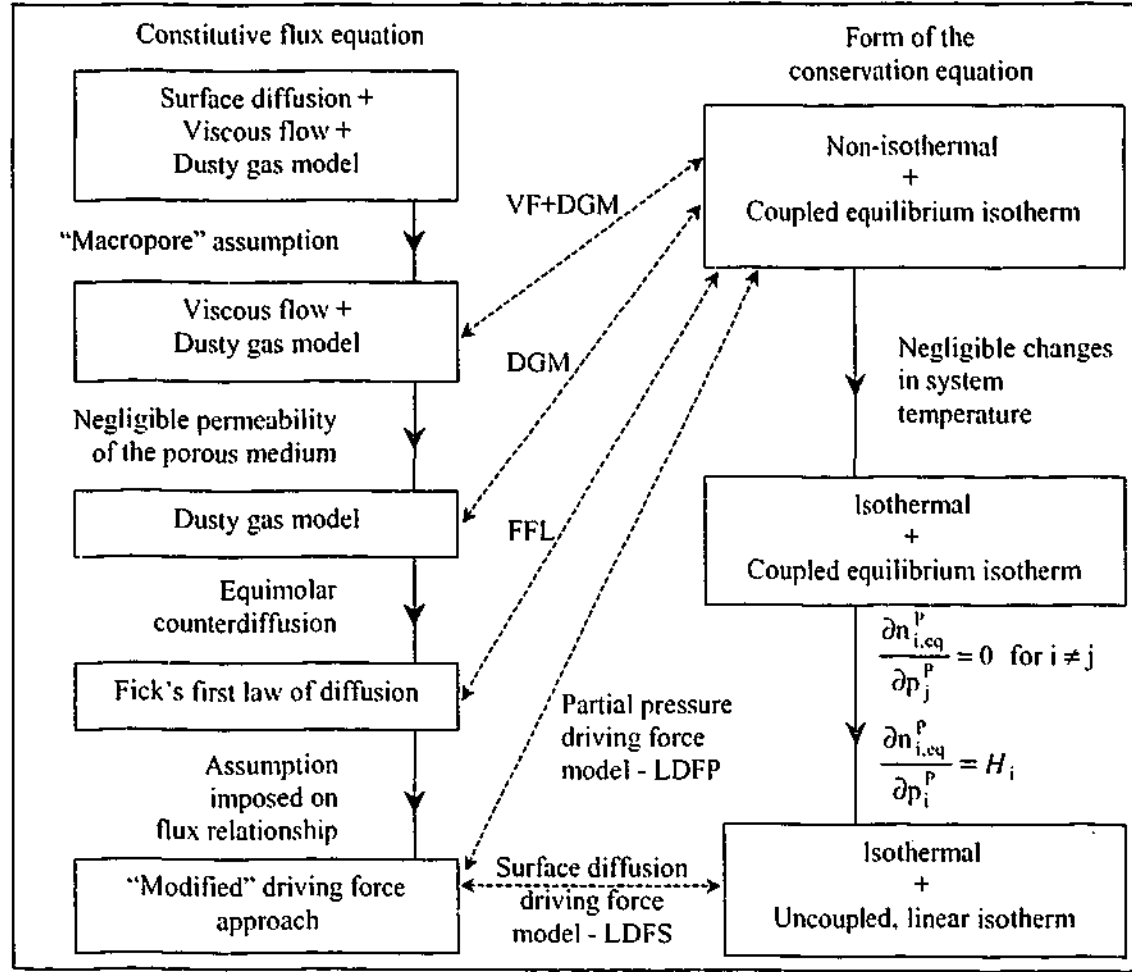 Constitutive flux equation
Surface diffusion +
Viscous flow +
Dusty gas model
"Macropore" assumption
Viscous flow +
Dusty gas model
Negligible permeability
of the porous medium
Dusty gas model
Equimolar
counterdiffusion
Fick's first law of diffusion
Assumption
imposed on
flux relationship
"Modified" driving force
approach
VF+DGM
DGM
FFL
Partial pressure
driving force
model - LDFP
Surface diffusion
driving force
model - LDFS
Form of the
conservation equation
Non-isothermal
+
Coupled equilibrium isotherm
Negligible changes
in system
temperature
Isothermal
+
Coupled equilibrium isotherm
∂n^P_{i,eq}/∂p^P_j = 0 for i ≠ j
∂n^P_{i,eq}/∂p^P_i = H_i
Isothermal
+
Uncoupled, linear isotherm